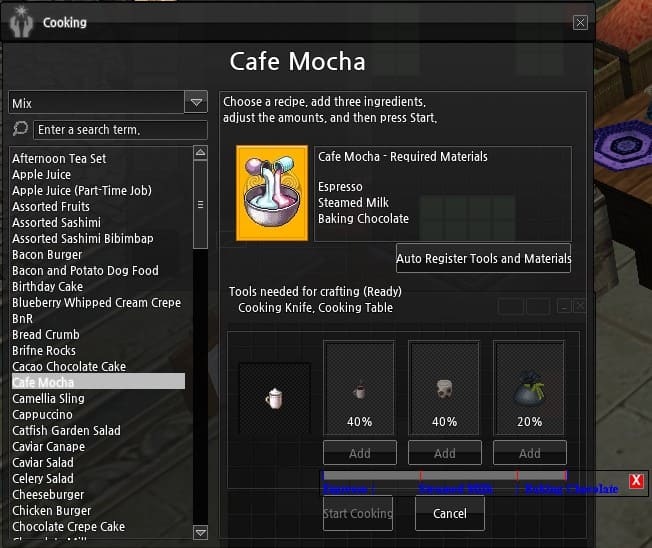 Cooking
Cafe Mocha
Mix
Enter a search term.
Afternoon Tea Set
Apple Juice
Apple Juice (Part-Time Job)
Assorted Fruits
Assorted Sashimi
Assorted Sashimi Bibimbap
Bacon Burger
Bacon and Potato Dog Food
Birthday Cake
Blueberry Whipped Cream Crepe
BnR
Bread Crumb
Brifne Rocks
Cacao Chocolate Cake
Cafe Mocha
Camellia Sling
Cappuccino
Catfish Garden Salad
Caviar Canape
Caviar Salad
Celery Salad
Cheeseburger
Chicken Burger
Chocolate Crepe Cake
Choose a recipe, add three ingredients,
adjust the amounts, and then press Start.
Cafe Mocha - Required Materials
Espresso
Steamed Milk
Baking Chocolate
Auto Register Tools and Materials
Tools needed for crafting (Ready)
Cooking Knife, Cooking Table
40% 40% 20%
Add Add Add
Espresso Steamed Milk Baking Chocolate
X
Start Cooking Cancel